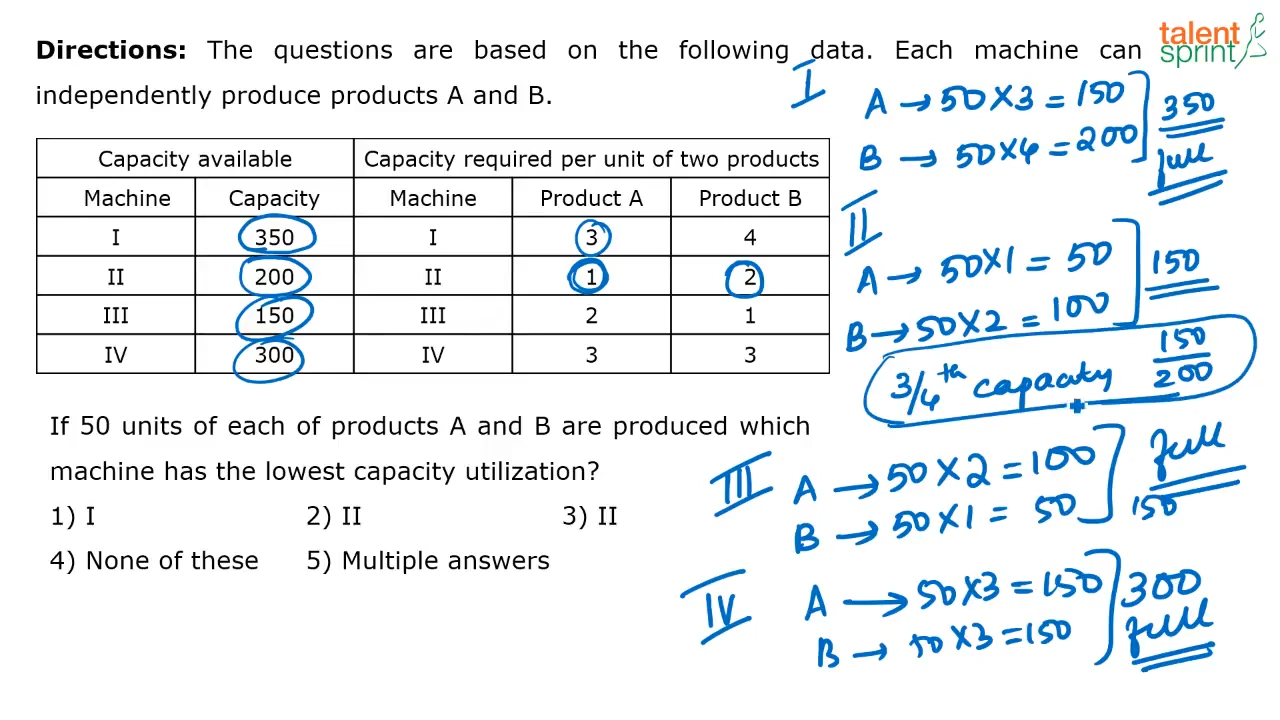 talent
sprint
Directions: The questions are based on the following data. Each machine can
independently produce products A and B.
Capacity available Capacity required per unit of two products
Machine Capacity Machine Product A Product B
I 350 I 3 4
II 200 II 1 2
III 150 III 2 1
IV 300 IV 3 3
If 50 units of each of products A and B are produced which
machine has the lowest capacity utilization?
1) I 2) II 3) II
4) None of these 5) Multiple answers
I
A → 50×3 = 150
B → 50×4 = 200
350
full
II
A → 50×1 = 50
B → 50×2 = 100
150
3/4th capacity 150/200
III
A → 50×2 = 100
B → 50×1 = 50
full
150
IV
A → 50×3 = 150
B → 50×3 = 150
300
full